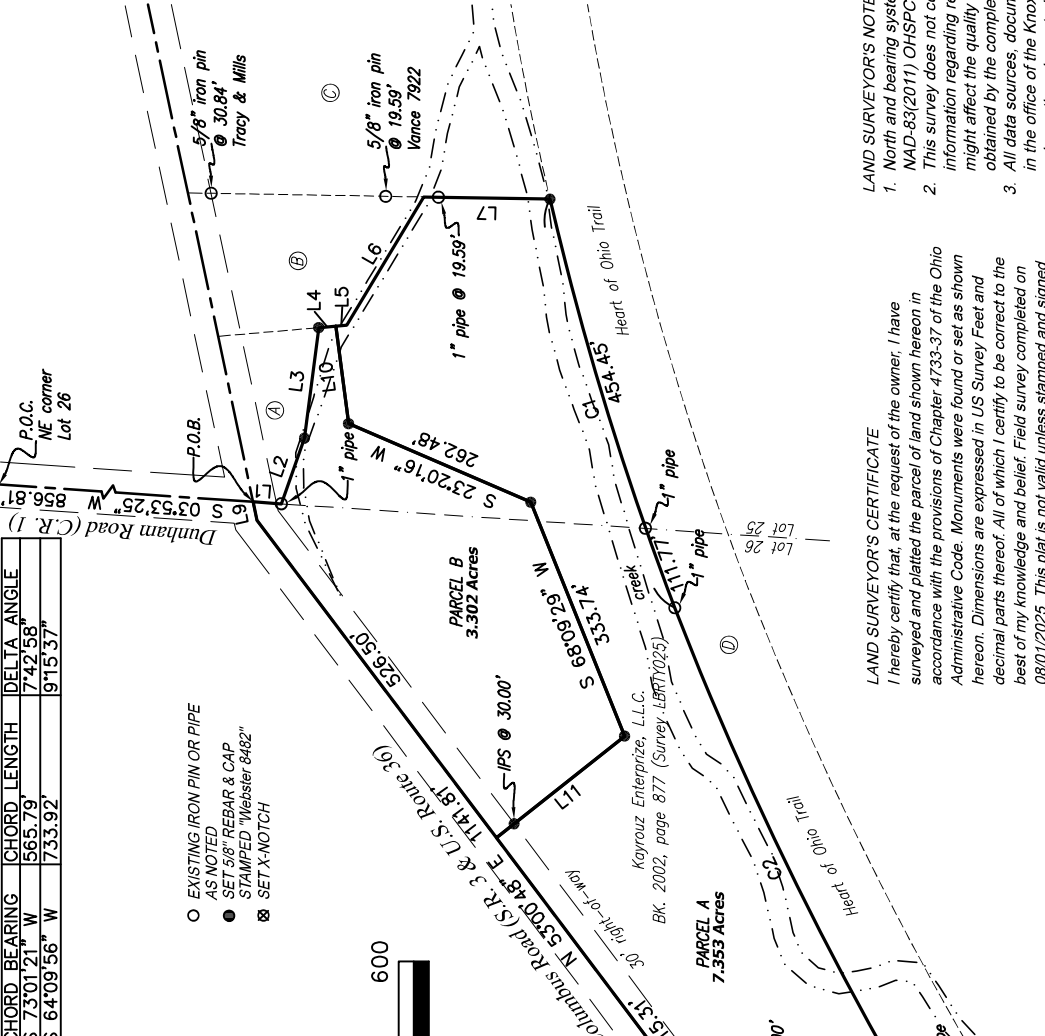 CHORD BEARING CHORD LENGTH DELTA ANGLE
S 73°01'21" W 565.79' 7°42'58"
S 64°09'56" W 733.92' 9°15'37"
○ EXISTING IRON PIN OR PIPE
AS NOTED
● SET 5/8" REBAR & CAP
STAMPED "Webster 8482"
⊗ SET X-NOTCH
600
P.O.C.
NE corner
Lot 26
856.81'
S 03°53'25" W
Dunham Road (C.R. 1)
P.O.B.
L1
L9
L2
L3
L4
L5
L6
L7
L10
L11
A
B
C
D
5/8" iron pin
@ 30.84'
Tracy & Mills
5/8" iron pin
@ 19.59'
Vance 7922
1" pipe @ 19.59'
1" pipe
S 23°20'16" W
262.48'
PARCEL B
3.302 Acres
S 68°09'29" W
333.74'
IPS @ 30.00'
526.50'
1141.81'
N 53°00'48" E
olumbus Road (S.R. 3 & U.S. Route 36)
30' right-of-way
15.31'
Kayrouz Enterprize, L.L.C.
BK. 2002, page 877 (Survey LBRTY025)
PARCEL A
7.353 Acres
creek
C1
454.45'
Heart of Ohio Trail
1" pipe
111.77'
1" pipe
Lot 25
Lot 26
C2
Heart of Ohio Trail
00'
pe
LAND SURVEYOR'S CERTIFICATE
I hereby certify that, at the request of the owner, I have
surveyed and platted the parcel of land shown hereon in
accordance with the provisions of Chapter 4733-37 of the Ohio
Administrative Code. Monuments were found or set as shown
hereon. Dimensions are expressed in US Survey Feet and
decimal parts thereof. All of which I certify to be correct to the
best of my knowledge and belief. Field survey completed on
08/01/2025. This plat is not valid unless stamped and signed
LAND SURVEYOR'S NOTE
1. North and bearing syste
NAD-83(2011) OHSPC
2. This survey does not co
information regarding re
might affect the quality
obtained by the comple
3. All data sources, docum
in the office of the Knox